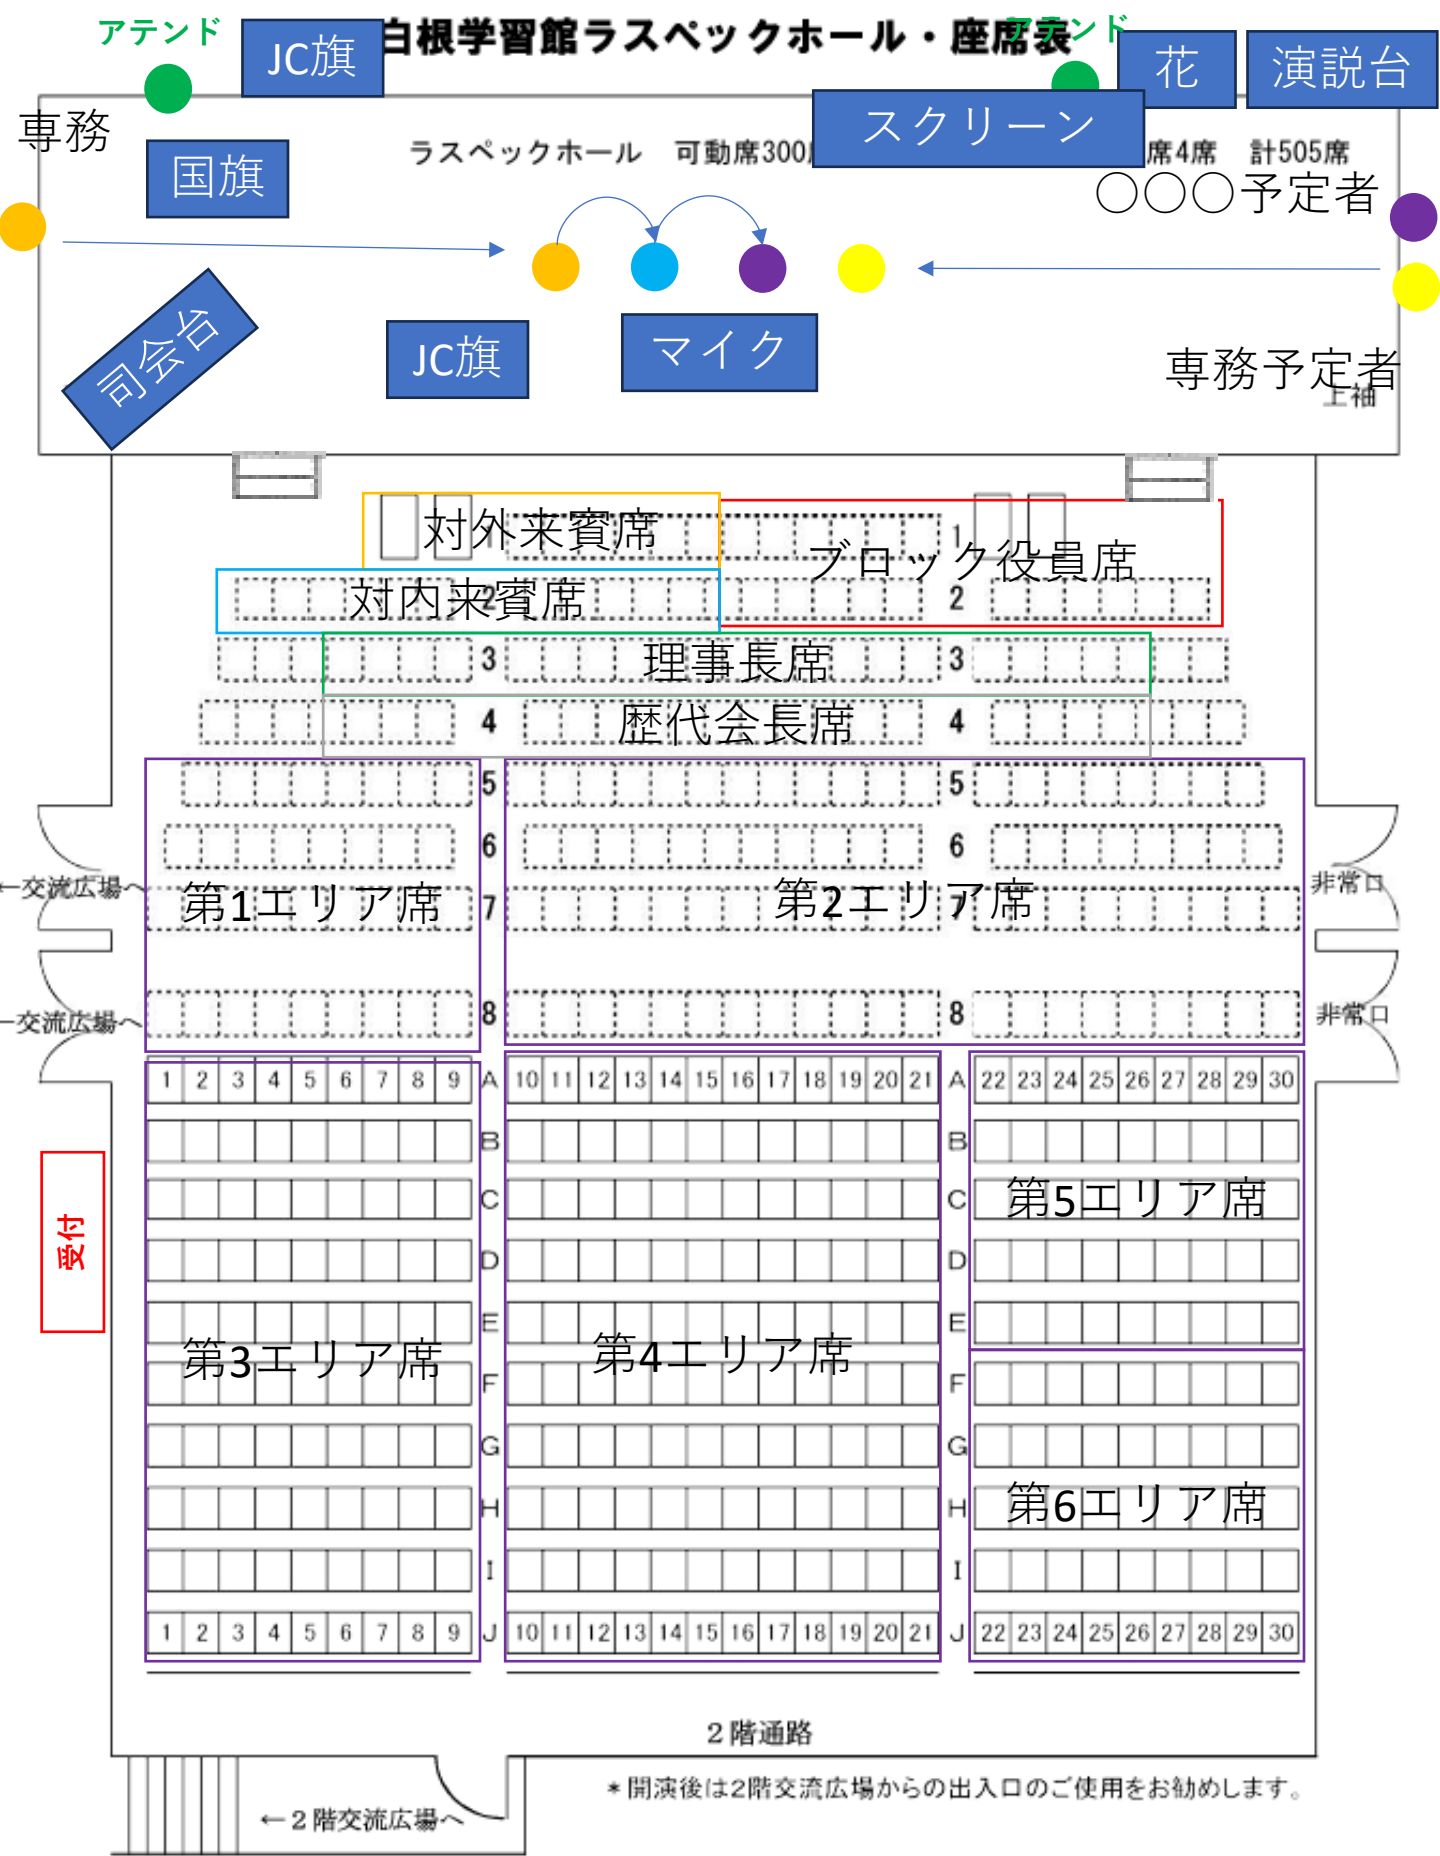 アテンド
JC旗
白根学習館ラスペックホール・座席表
アテンド
花
演説台
専務
スクリーン
ラスペックホール　可動席300
席4席　計505席
国旗
〇〇〇予定者
司会台
JC旗
マイク
専務予定者
上袖
対外来賓席
1
ブロック役員席
対内来賓席
2
2
3
理事長席
3
4
歴代会長席
4
5
5
6
6
←交流広場へ
第1エリア席
7
第2エリア席
7
非常口
←交流広場へ
8
8
非常口
1 2 3 4 5 6 7 8 9 A 10 11 12 13 14 15 16 17 18 19 20 21 A 22 23 24 25 26 27 28 29 30
B
B
受付
C
C
第5エリア席
D
D
E
E
第3エリア席
第4エリア席
F
F
G
G
H
H
第6エリア席
I
I
1 2 3 4 5 6 7 8 9 J 10 11 12 13 14 15 16 17 18 19 20 21 J 22 23 24 25 26 27 28 29 30
2階通路
*開演後は2階交流広場からの出入口のご使用をお勧めします。
←2階交流広場へ